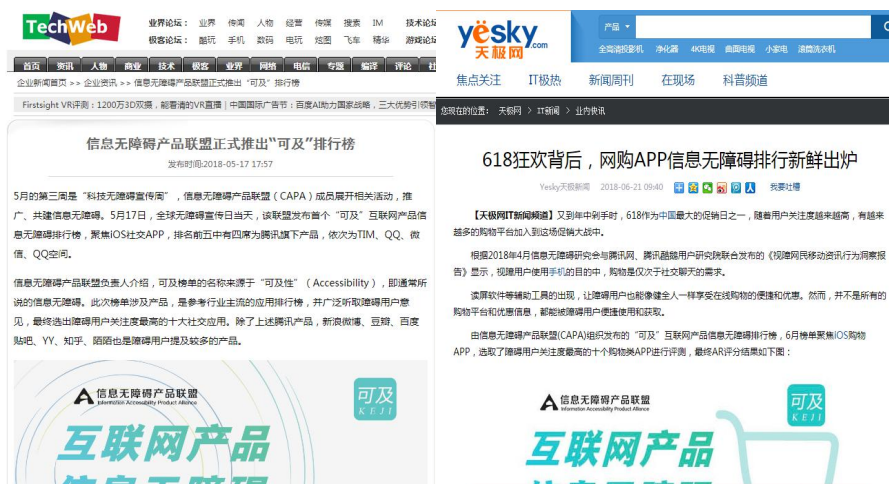 TechWeb
业界论坛： 业界 传闻 人物 经营 传媒 搜索 IM 技术论坛
极客论坛： 酷玩 手机 数码 电玩 炫图 飞车 精华 游戏论坛
首页 资讯 人物 商业 技术 极客 业界 网络 电信 专题 编译 评论
企业新闻首页 >> 企业资讯 >> 信息无障碍产品联盟正式推出“可及”排行榜
Firstsight VR评测：1200万3D双摄，能看清的VR直播 | 中国国际广告节：百度AI助力国家战略，三大优势引领智
信息无障碍产品联盟正式推出“可及”排行榜
发布时间:2018-05-17 17:57
5月的第三周是“科技无障碍宣传周”，信息无障碍产品联盟（CAPA）成员展开相关活动，推
广、共建信息无障碍。5月17日，全球无障碍宣传日当天，该联盟发布首个“可及”互联网产品信
息无障碍排行榜，聚焦iOS社交APP，排名前五中有四席为腾讯旗下产品，依次为TIM、QQ、微
信、QQ空间。
信息无障碍产品联盟负责人介绍，可及榜单的名称来源于“可及性”（Accessibility），即通常所
说的信息无障碍。此次榜单涉及产品，是参考行业主流的应用排行榜，并广泛听取障碍用户意
见，最终选出障碍用户关注度最高的十大社交应用。除了上述腾讯产品，新浪微博、豆瓣、百度
贴吧、YY、知乎、陌陌也是障碍用户提及较多的产品。
信息无障碍产品联盟
Information Accessibility Product Alliance
可及
KEJI
互联网产品
信息无障碍
yesky.com
天极网
产品
全高清投影机 净化器 4K电视 曲面电视 小家电 滚筒洗衣机
焦点关注 IT极热 新闻周刊 在现场 科普频道
您现在的位置： 天极网 > IT新闻 > 业内快讯
618狂欢背后，网购APP信息无障碍排行新鲜出炉
Yesky天极新闻 2018-06-21 09:40 我要吐槽
【天极网IT新闻频道】又到年中剁手时，618作为中国最大的促销日之一，随着用户关注度越来越高，有越来
越多的购物平台加入到这场促销大战中。
根据2018年4月信息无障碍研究会与腾讯网、腾讯酷鹅用户研究院联合发布的《视障网民移动资讯行为洞察报
告》显示，视障用户使用手机的目的中，购物是仅次于社交聊天的需求。
读屏软件等辅助工具的出现，让障碍用户也能像健全人一样享受在线购物的便捷和优惠。然而，并不是所有的
购物平台和优惠信息，都能被障碍用户便捷使用和获取。
由信息无障碍产品联盟(CAPA)组织发布的“可及”互联网产品信息无障碍排行榜，6月榜单聚焦iOS购物
APP，选取了障碍用户关注度最高的十个购物类APP进行评测，最终AR评分结果如下图：
信息无障碍产品联盟
Information Accessibility Product Alliance
可及
KEJI
互联网产品